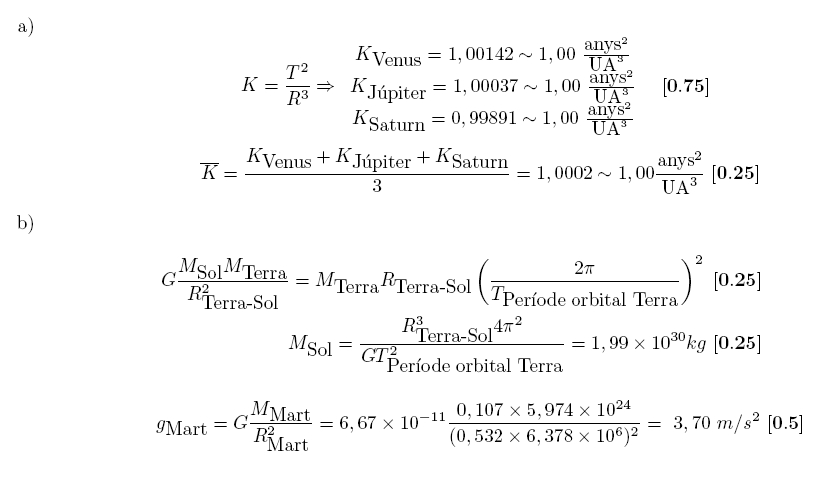 a)
K = T² / R³ ⇒ K_Venus = 1,00142 ∼ 1,00 anys² / UA³
K_Júpiter = 1,00037 ∼ 1,00 anys² / UA³ [0.75]
K_Saturn = 0,99891 ∼ 1,00 anys² / UA³
K̅ = (K_Venus + K_Júpiter + K_Saturn) / 3 = 1,0002 ∼ 1,00 anys² / UA³ [0.25]
b)
G M_Sol M_Terra / R²_Terra-Sol = M_Terra R_Terra-Sol (2π / T_Període orbital Terra)² [0.25]
M_Sol = R³_Terra-Sol 4π² / G T²_Període orbital Terra = 1,99 × 10³⁰ kg [0.25]
g_Mart = G M_Mart / R²_Mart = 6,67 × 10⁻¹¹ 0,107 × 5,974 × 10²⁴ / (0,532 × 6,378 × 10⁶)² = 3,70 m/s² [0.5]